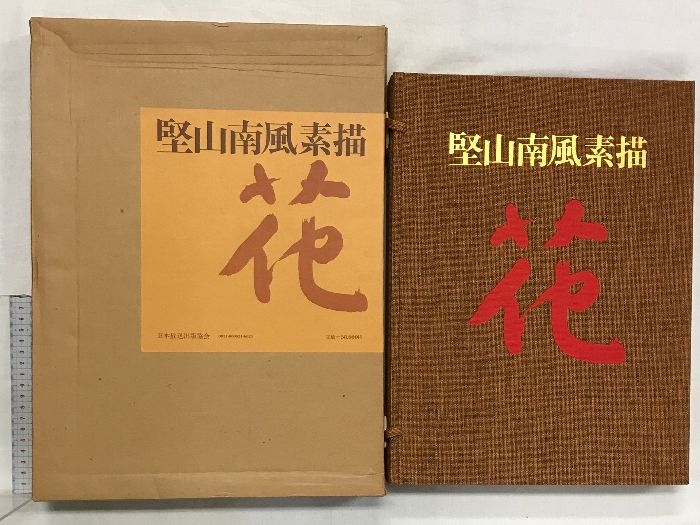 堅山南風素描
花
日本放送出版協会
堅山南風素描
花